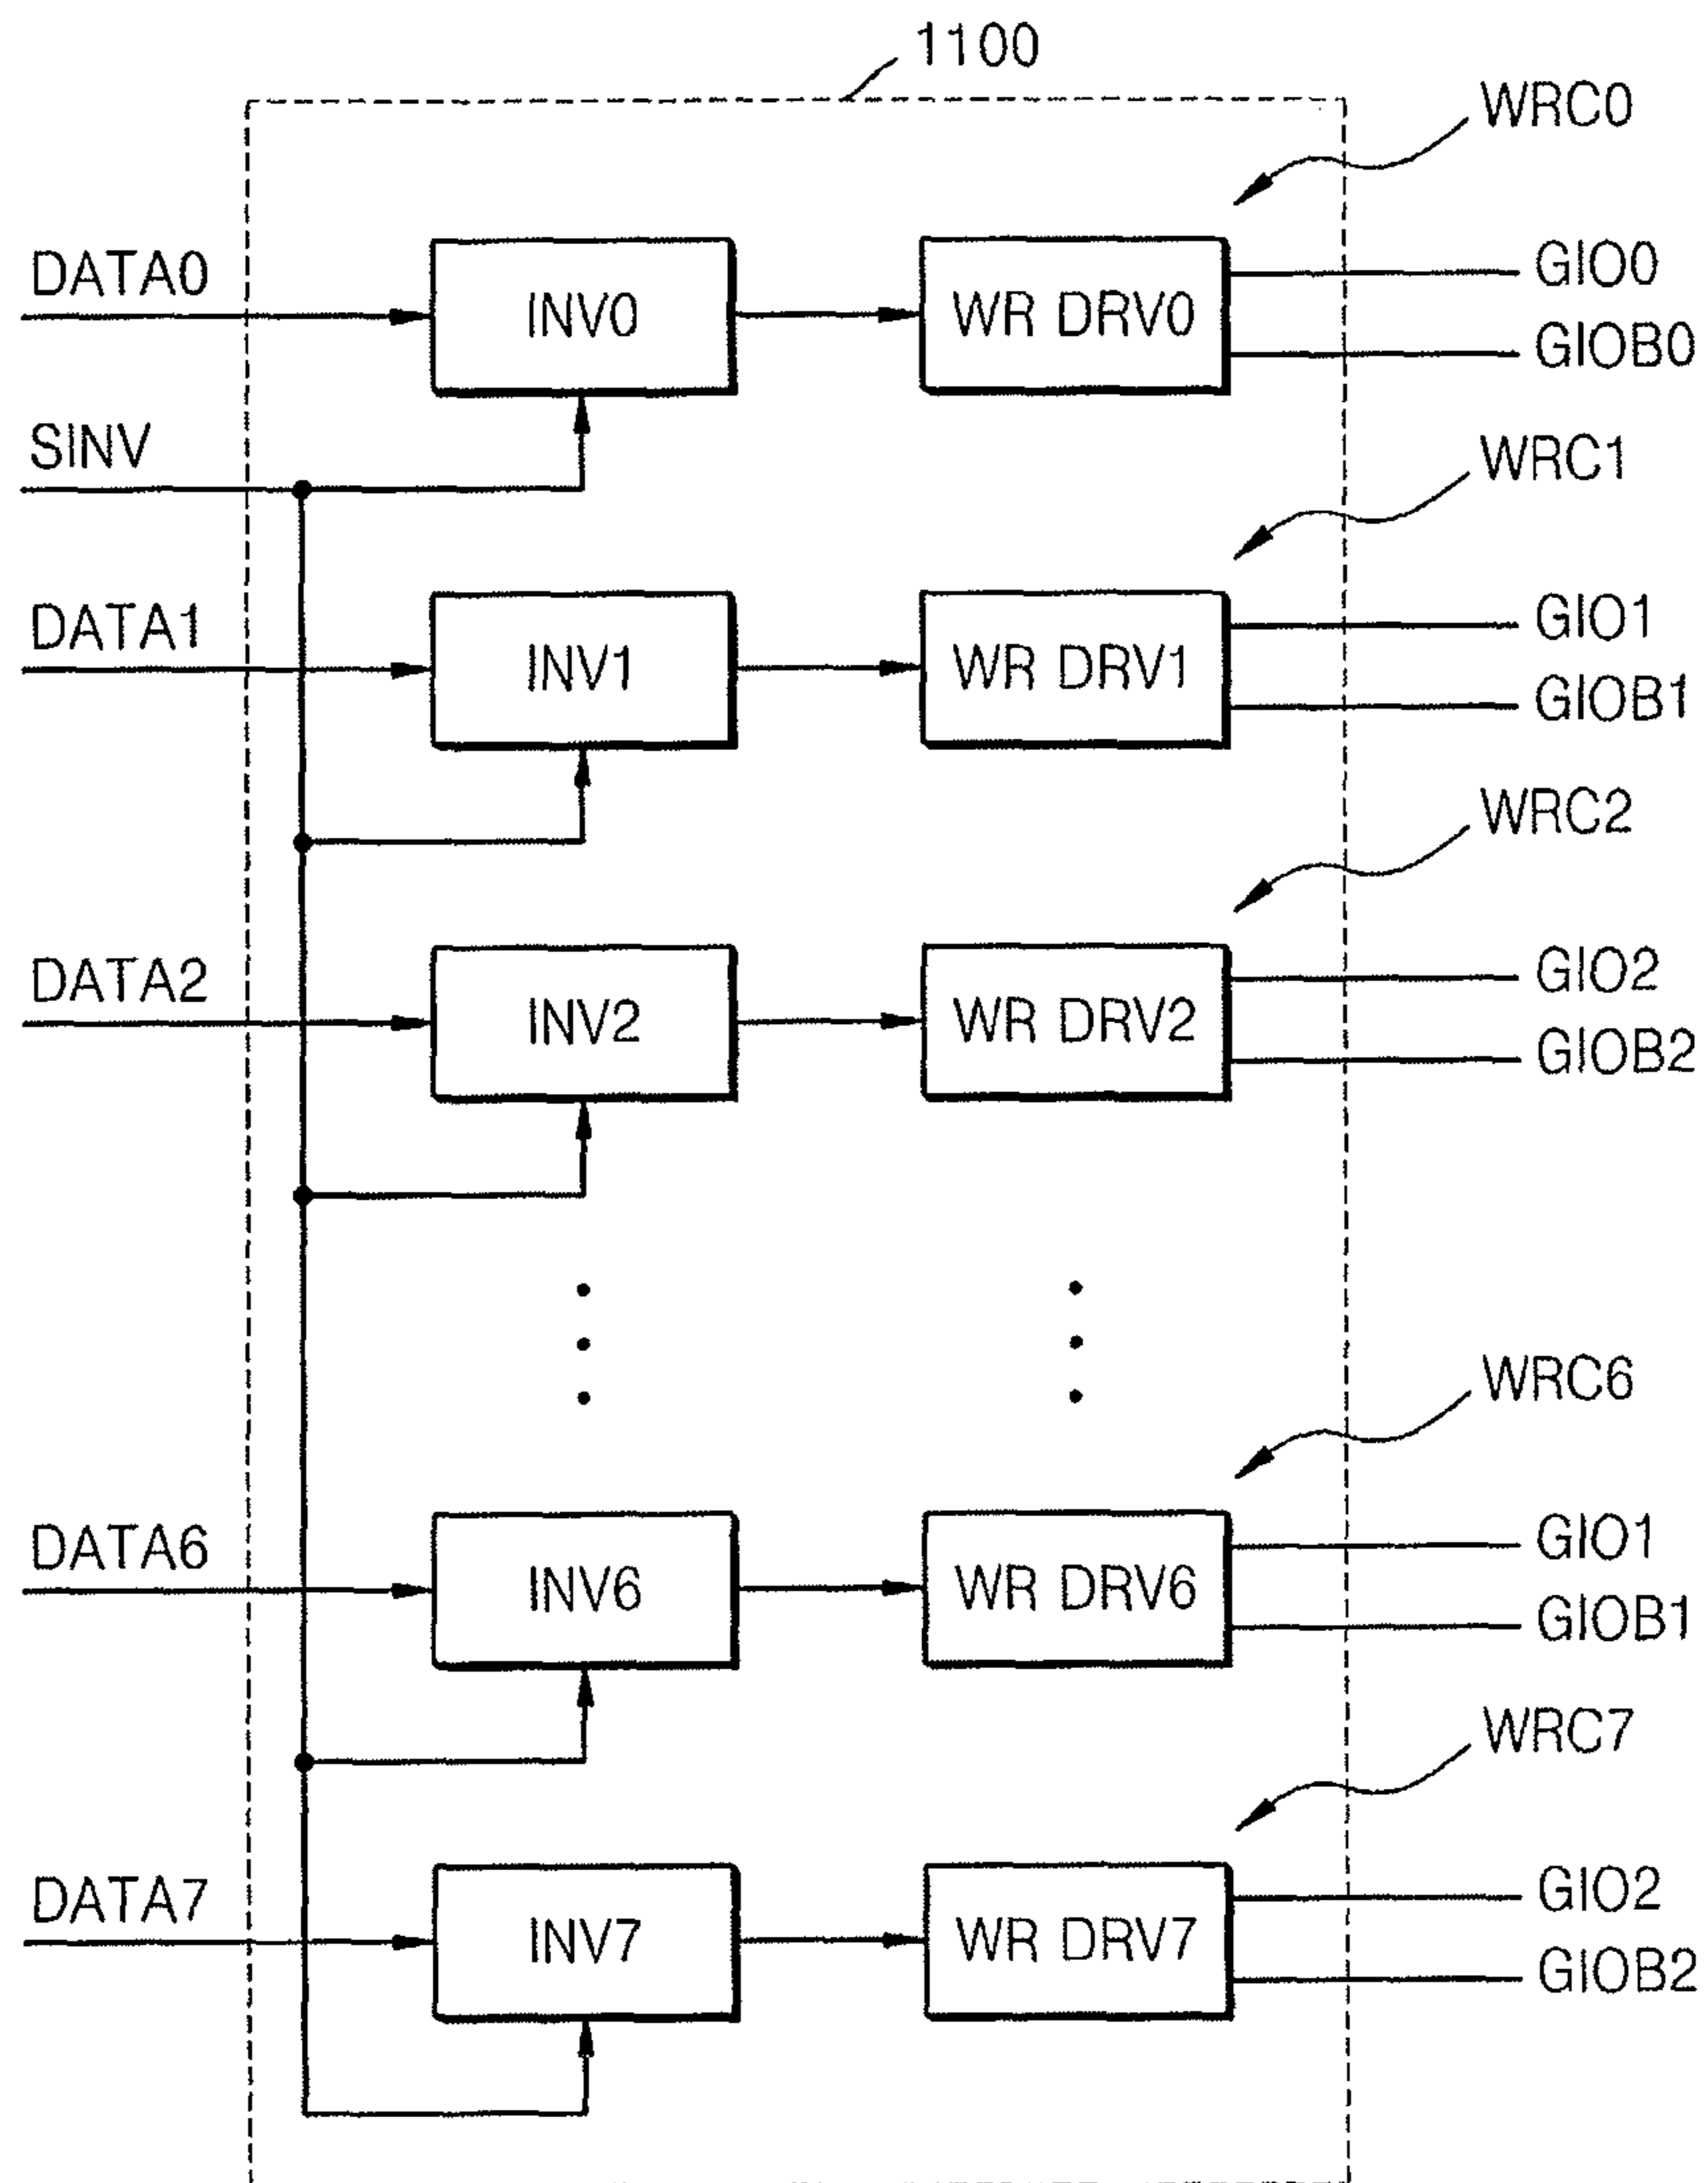 1100
WRC0
DATA0
INV0
WR DRV0
GIO0
GIOB0
SINV
WRC1
DATA1
INV1
WR DRV1
GIO1
GIOB1
WRC2
DATA2
INV2
WR DRV2
GIO2
GIOB2
WRC6
DATA6
INV6
WR DRV6
GIO1
GIOB1
WRC7
DATA7
INV7
WR DRV7
GIO2
GIOB2